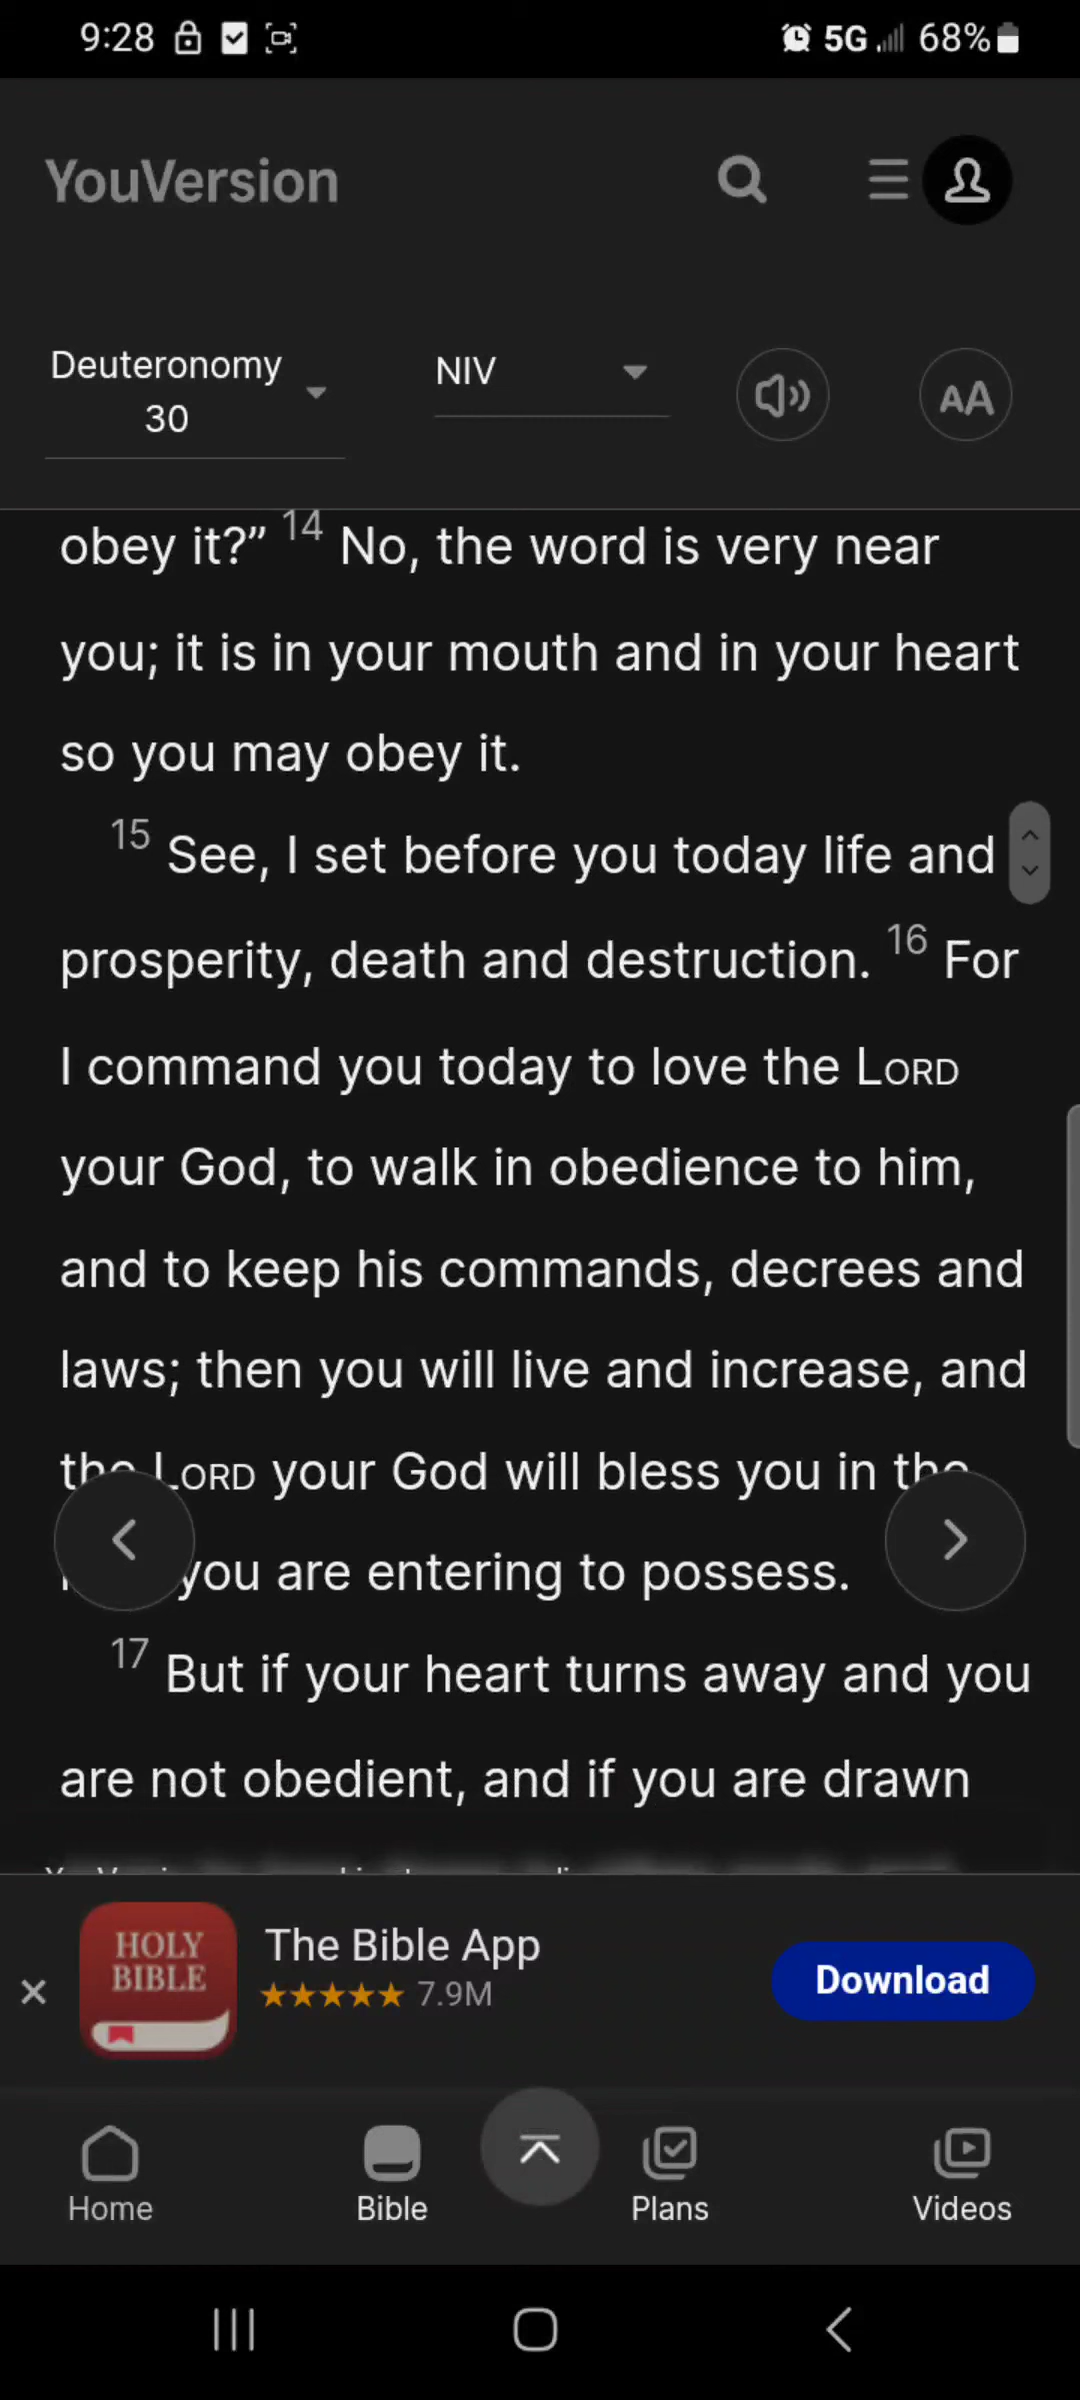 9:28 5G 68%
YouVersion
Deuteronomy
30
NIV
AA
obey it?” 14 No, the word is very near
you; it is in your mouth and in your heart
so you may obey it.
15 See, I set before you today life and
prosperity, death and destruction. 16 For
I command you today to love the LORD
your God, to walk in obedience to him,
and to keep his commands, decrees and
laws; then you will live and increase, and
the LORD your God will bless you in the
you are entering to possess.
17 But if your heart turns away and you
are not obedient, and if you are drawn
HOLY
BIBLE
The Bible App
★★★★★ 7.9M
Download
Home
Bible
Plans
Videos